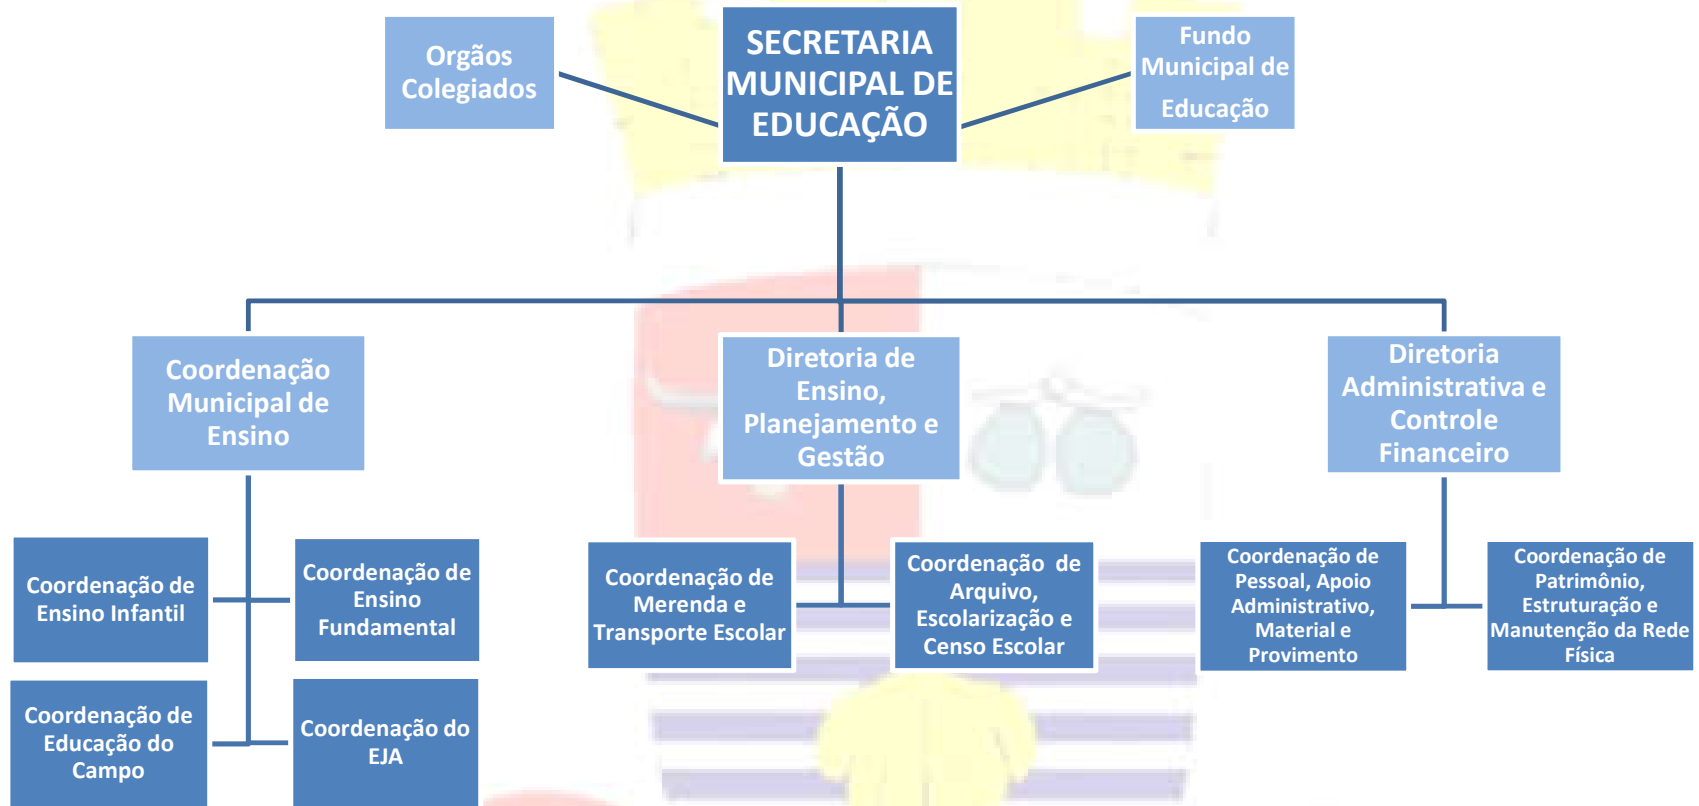 Orgãos
Colegiados
SECRETARIA
MUNICIPAL DE
EDUCAÇÃO
Fundo
Municipal de
Educação
Coordenação
Municipal de
Ensino
Diretoria de
Ensino,
Planejamento e
Gestão
Diretoria
Administrativa e
Controle
Financeiro
Coordenação de
Ensino Infantil
Coordenação de
Ensino
Fundamental
Coordenação de
Educação do
Campo
Coordenação do
EJA
Coordenação de
Merenda e
Transporte Escolar
Coordenação de
Arquivo,
Escolarização e
Censo Escolar
Coordenação de
Pessoal, Apoio
Administrativo,
Material e
Provimento
Coordenação de
Patrimônio,
Estruturação e
Manutenção da Rede
Física